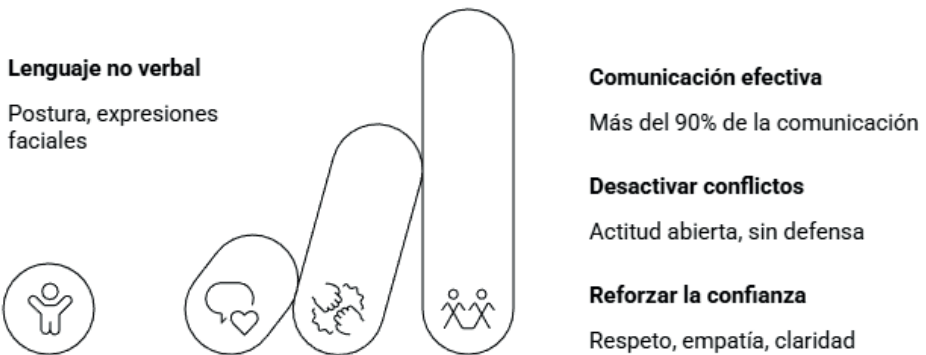 Lenguaje no verbal
Postura, expresiones
faciales
Comunicación efectiva
Más del 90% de la comunicación
Desactivar conflictos
Actitud abierta, sin defensa
Reforzar la confianza
Respeto, empatía, claridad